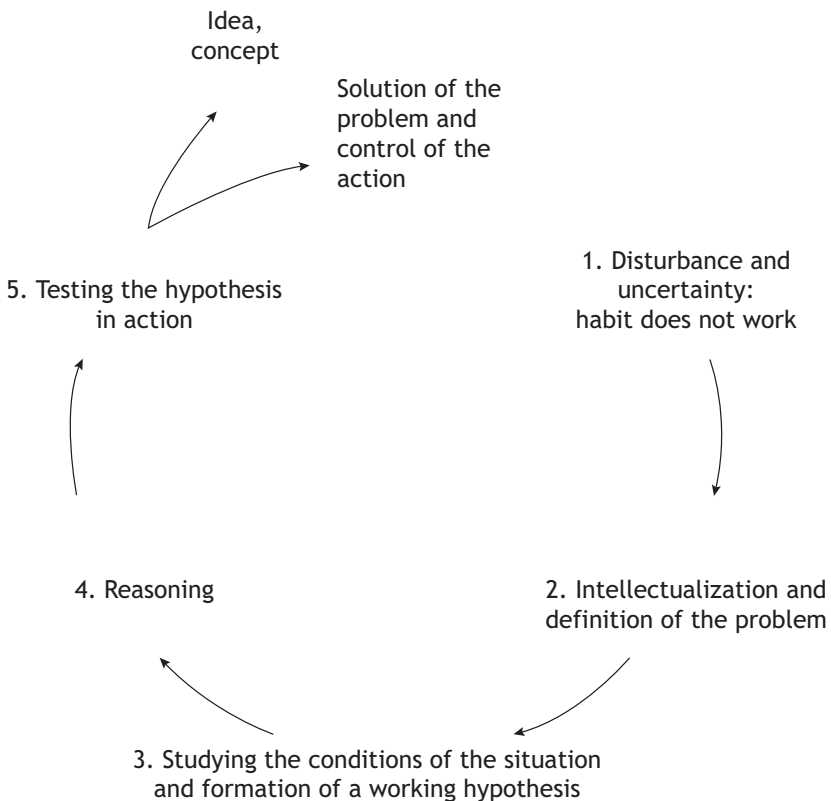 Idea,
concept
Solution of the
problem and
control of the
action
1. Disturbance and
uncertainty:
habit does not work
5. Testing the hypothesis
in action
4. Reasoning
2. Intellectualization and
definition of the problem
3. Studying the conditions of the situation
and formation of a working hypothesis